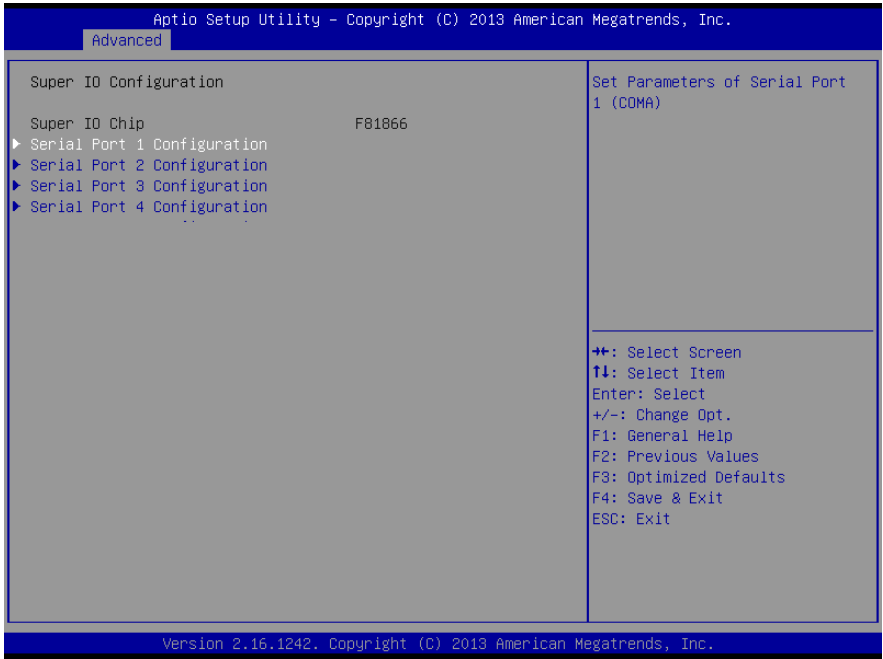 Aptio Setup Utility – Copyright (C) 2013 American Megatrends, Inc.
Advanced
Super IO Configuration
Super IO Chip F81866
Serial Port 1 Configuration
Serial Port 2 Configuration
Serial Port 3 Configuration
Serial Port 4 Configuration
Set Parameters of Serial Port
1 (COMA)
→←: Select Screen
↑↓: Select Item
Enter: Select
+/-: Change Opt.
F1: General Help
F2: Previous Values
F3: Optimized Defaults
F4: Save & Exit
ESC: Exit
Version 2.16.1242. Copyright (C) 2013 American Megatrends, Inc.